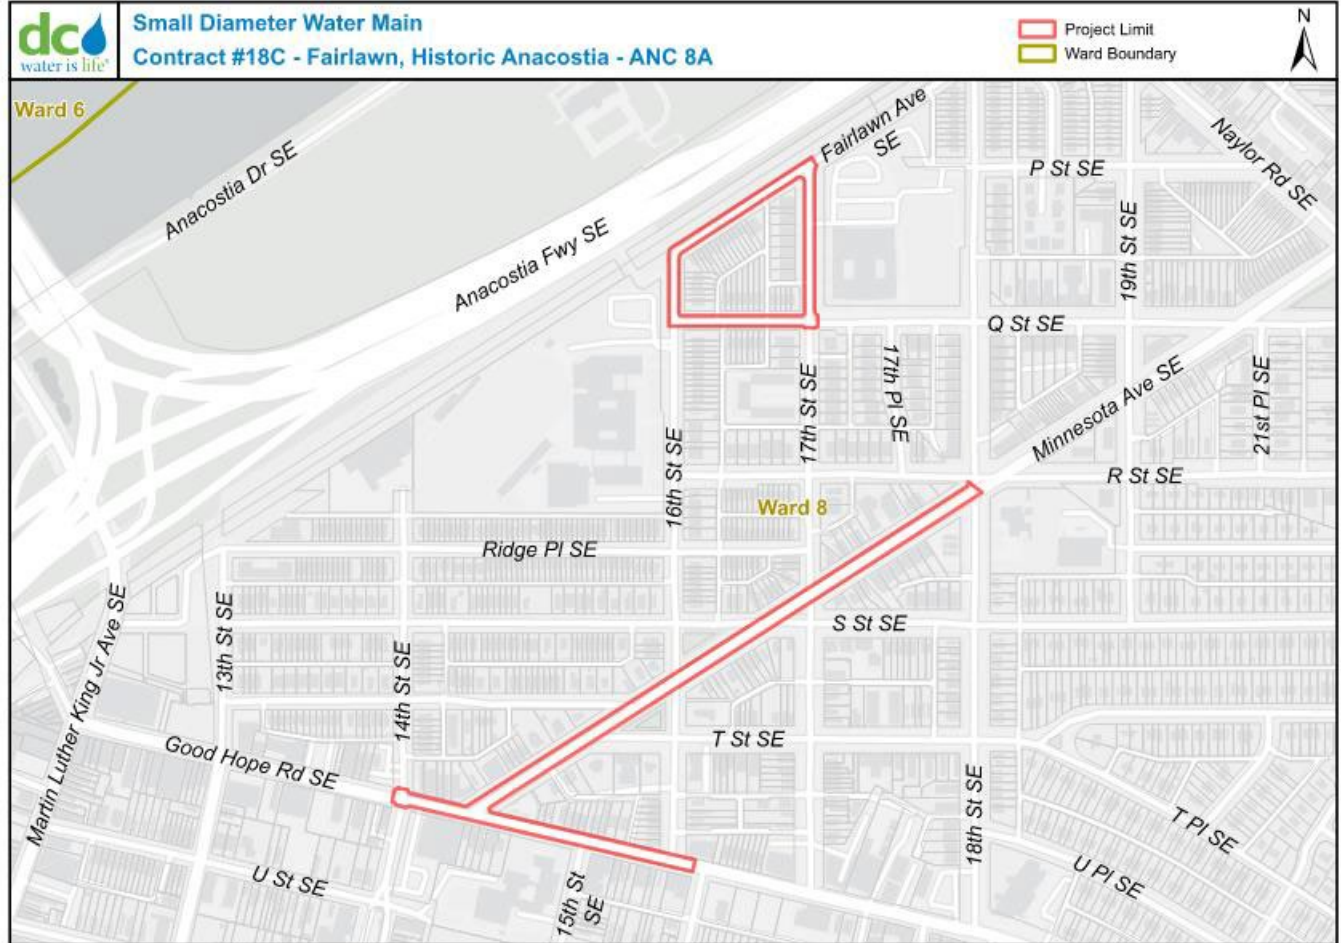 dc
water is life®
Small Diameter Water Main
Contract #18C - Fairlawn, Historic Anacostia - ANC 8A
Project Limit
Ward Boundary
N
Ward 6
Anacostia Dr SE
Anacostia Fwy SE
Fairlawn Ave
SE
P St SE
Naylor Rd SE
19th St SE
Q St SE
17th St SE
17th Pl SE
Minnesota Ave SE
21st Pl SE
16th St SE
R St SE
Ward 8
Ridge Pl SE
13th St SE
14th St SE
S St SE
Martin Luther King Jr Ave SE
Good Hope Rd SE
T St SE
18th St SE
T Pl SE
U Pl SE
U St SE
15th St
SE